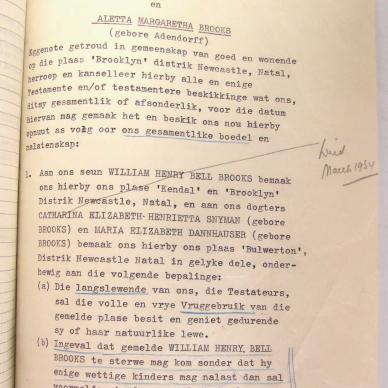 en
ALETTA MARGARETHA BROOKS
(gebore Adendorff)
Eggenote getroud in gemeenskap van goed en wonende
op die plaas 'Brooklyn' distrik Newcastle, Natal,
herroep en kanselleer hierby alle en enige
Testamente en/of testamentere beskikkinge wat ons,
ditsy gesamentlik of afsonderlik, voor die datum
hiervan mag gemaak het en beskik ons nou hierby
opnuut as volg oor ons gesamentlike boedel en
nalatenskap:
March 1954
1. Aan ons seun WILLIAM HENRY BELL BROOKS bemaak
ons hierby ons plase 'Kendal' en 'Brooklyn'
Distrik Newcastle, Natal, en aan ons dogters
CATHARINA ELIZABETH HENRIETTA SNYMAN (gebore
BROOKS) en MARIA ELIZABETH DANNHAUSER (gebore
BROOKS) bemaak ons hierby ons plaas 'Bulwerton',
Distrik Newcastle Natal in gelyke dele, onder-
hewig aan die volgende bepalinge:
(a) Die langslewende van ons, die Testateurs,
sal die volle en vrye Vruggebruik van die
gemelde plase besit en geniet gedurende
sy of haar natuurlike lewe.
(b) Ingeval dat gemelde WILLIAM HENRY, BELL
BROOKS te sterwe mag kom sonder dat hy
enige wettige kinders mag nalaat dan sal